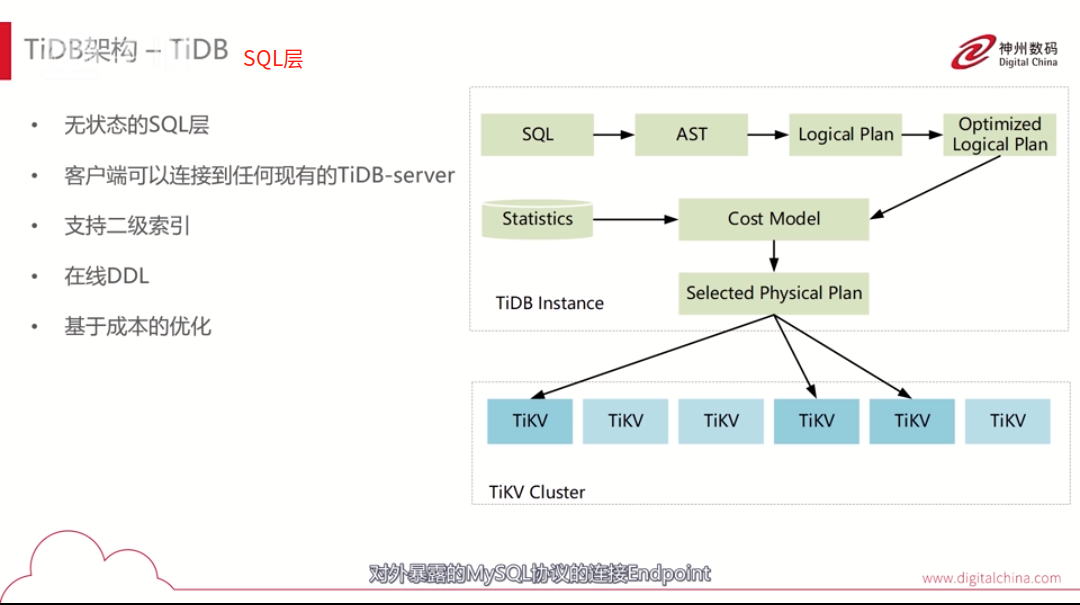 TiDB架构 – TiDB SQL层
神州数码
Digital China
• 无状态的SQL层
• 客户端可以连接到任何现有的TiDB-server
• 支持二级索引
• 在线DDL
• 基于成本的优化
SQL
AST
Logical Plan
Optimized
Logical Plan
Statistics
Cost Model
Selected Physical Plan
TiDB Instance
TiKV
TiKV
TiKV
TiKV
TiKV
TiKV
TiKV Cluster
对外暴露的MySQL协议的连接Endpoint
www.digitalchina.com